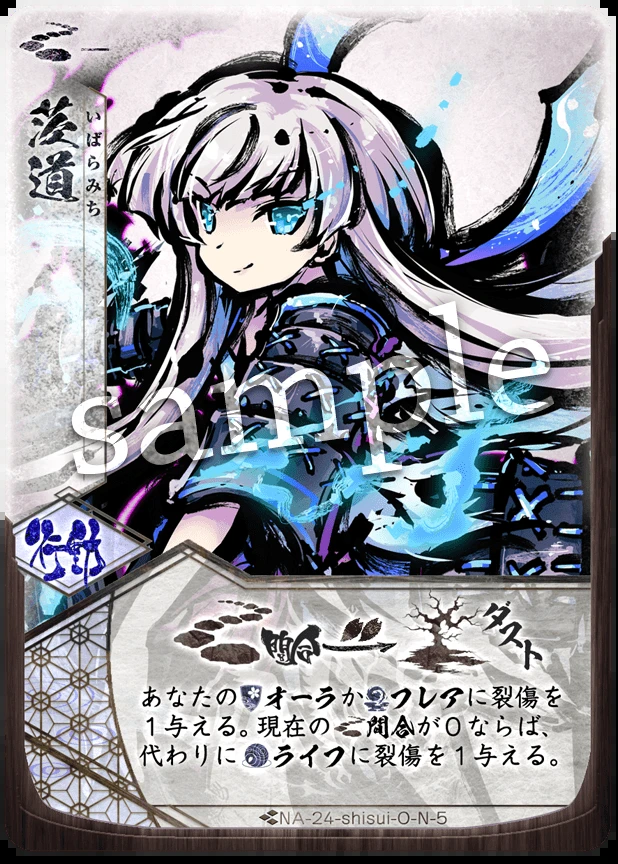 茨道
いばらみち
行動
sample
間合
ダスト
あなたのオーラかフレアに裂傷を
1与える。現在の間合が0ならば、
代わりにライフに裂傷を1与える。
NA-24-shisui-O-N-5